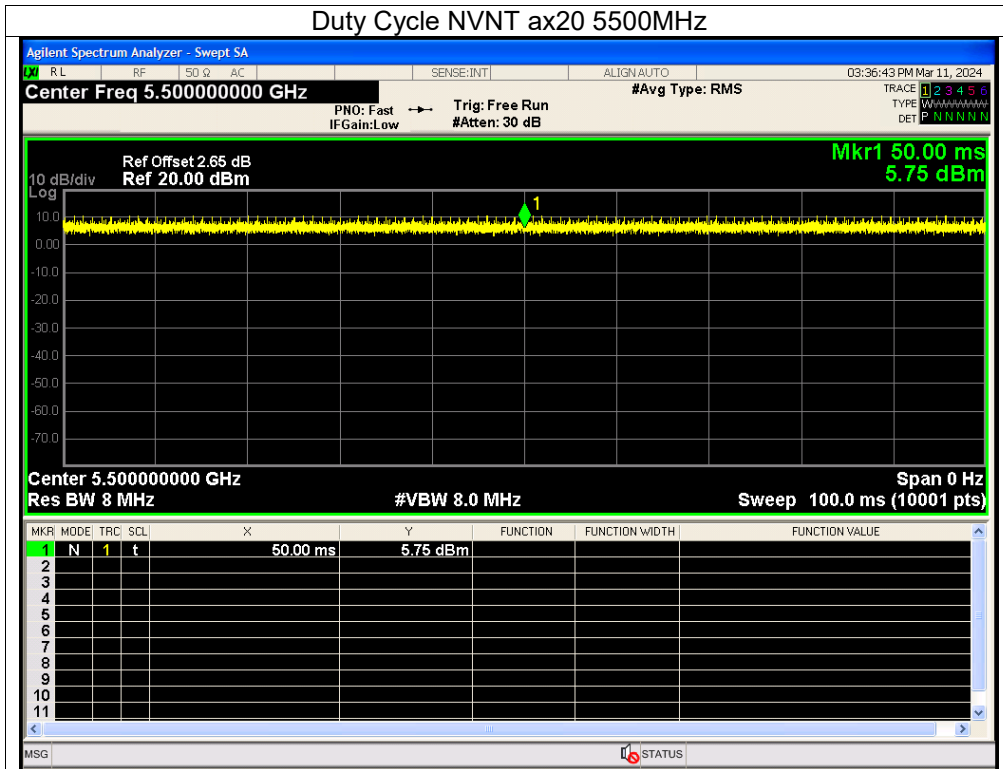 Duty Cycle NVNT ax20 5500MHz
Agilent Spectrum Analyzer - Swept SA
LXI RL RF 50 Ω AC SENSE:INT ALIGN AUTO 03:36:43 PM Mar 11, 2024
Center Freq 5.500000000 GHz #Avg Type: RMS TRACE 1 2 3 4 5 6
PNO: Fast Trig: Free Run TYPE WWWWWW
IFGain:Low #Atten: 30 dB DET P N N N N N
Mkr1 50.00 ms
5.75 dBm
Ref Offset 2.65 dB
10 dB/div Ref 20.00 dBm
Log
1
10.0
0.00
-10.0
-20.0
-30.0
-40.0
-50.0
-60.0
-70.0
Center 5.500000000 GHz Span 0 Hz
Res BW 8 MHz #VBW 8.0 MHz Sweep 100.0 ms (10001 pts)
MKR MODE TRC SCL X Y FUNCTION FUNCTION WIDTH FUNCTION VALUE
1 N 1 t 50.00 ms 5.75 dBm
2
3
4
5
6
7
8
9
10
11
MSG STATUS